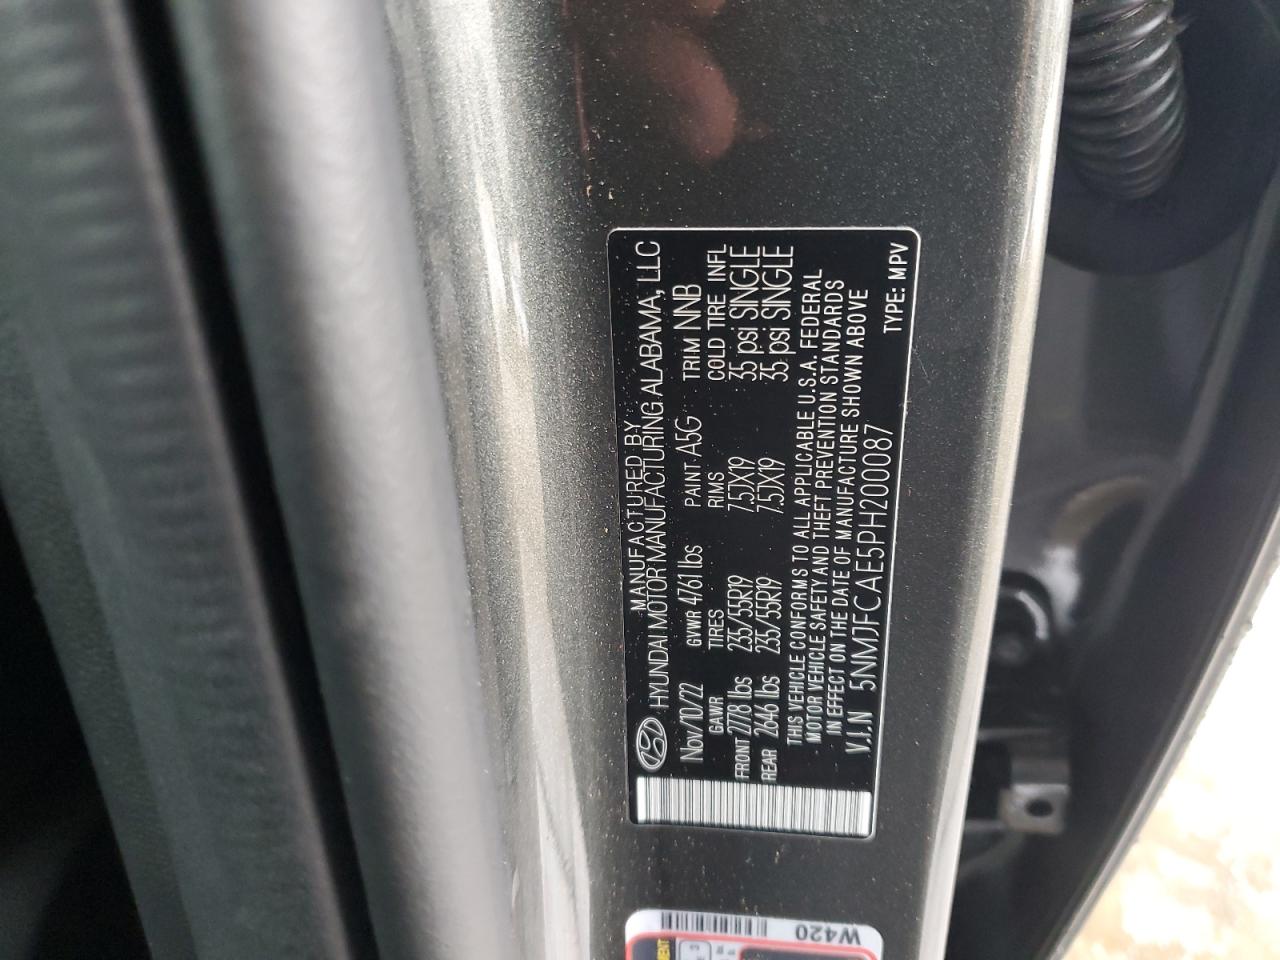 MANUFACTURED BY
HYUNDAI MOTOR MANUFACTURING ALABAMA, LLC
Nov/10/22 GVWR 4761 lbs PAINT A5G TRIM NNB
GAWR TIRES RIMS COLD TIRE INFL
FRONT 2778 lbs 235/55R19 7.5JX19 35 psi SINGLE
REAR 2646 lbs 235/55R19 7.5JX19 35 psi SINGLE
THIS VEHICLE CONFORMS TO ALL APPLICABLE U.S.A. FEDERAL
MOTOR VEHICLE SAFETY AND THEFT PREVENTION STANDARDS
IN EFFECT ON THE DATE OF MANUFACTURE SHOWN ABOVE
V.I.N 5NMJFCAE5PH200087 TYPE: MPV
W420